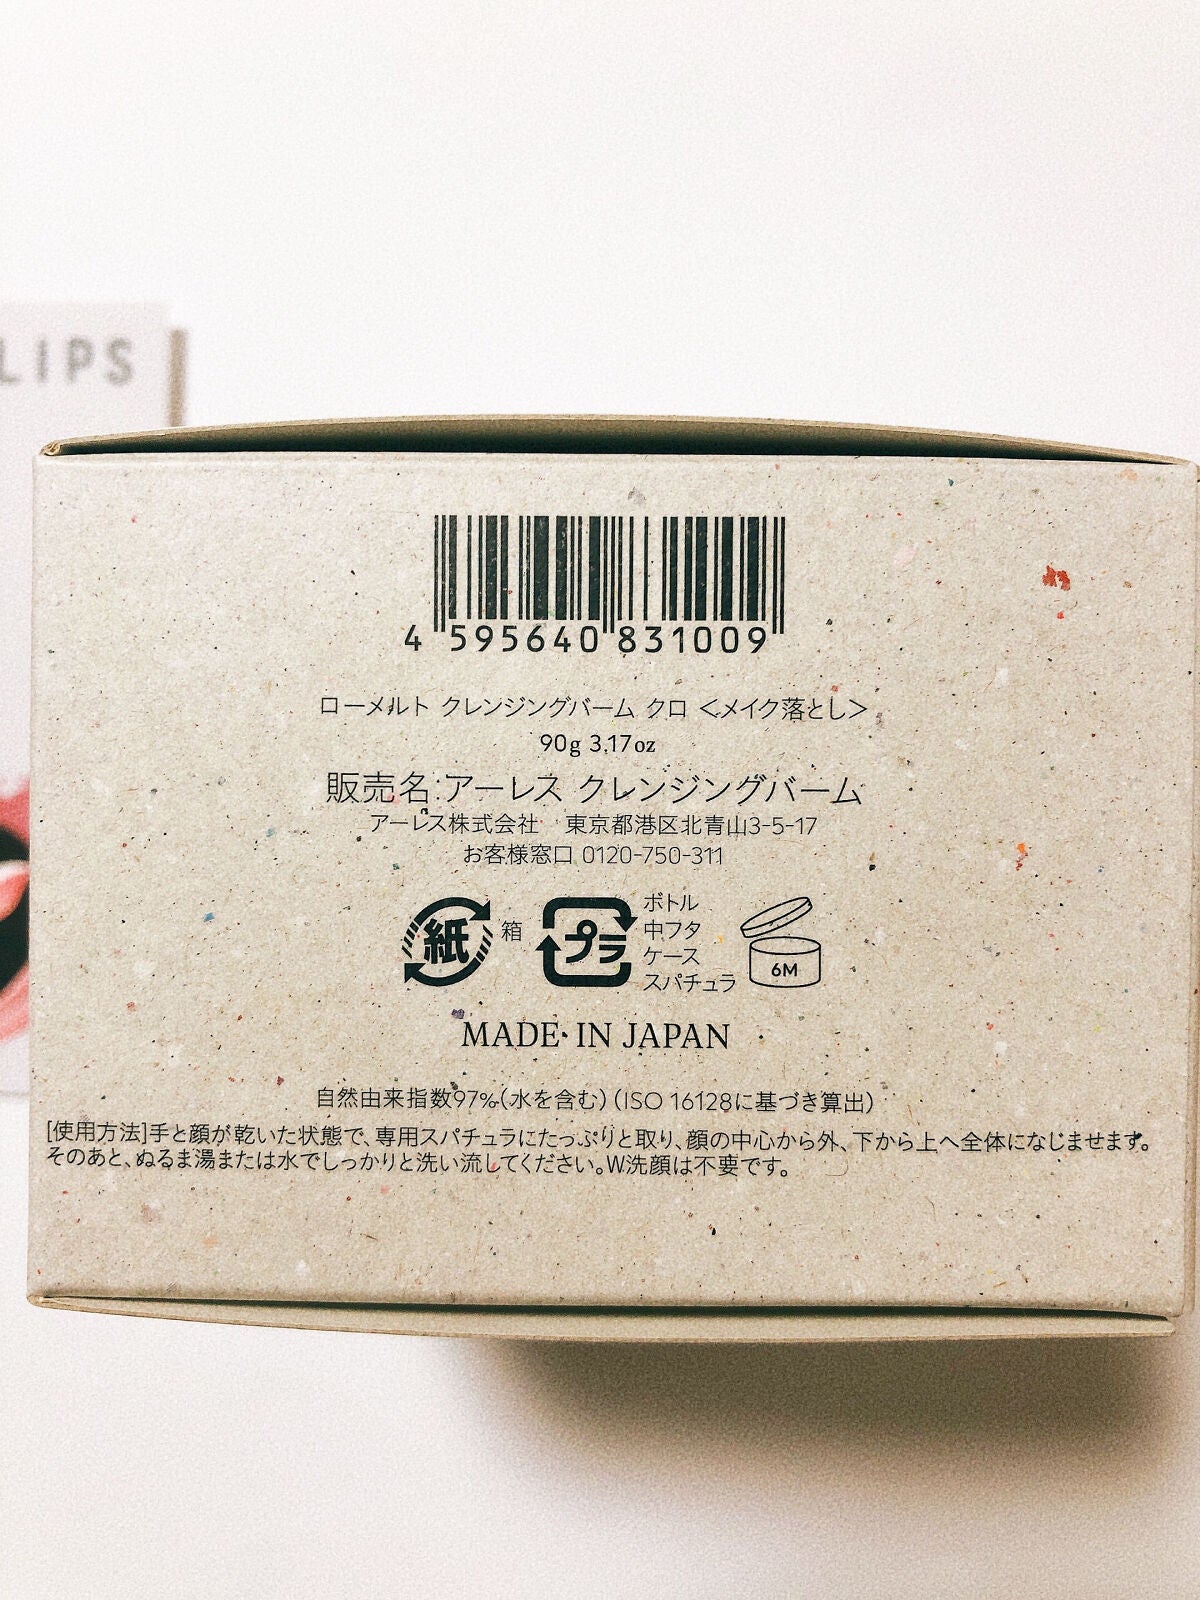 LIPS
4 595640 831009
ローメルト クレンジングバーム クロ <メイク落とし>
90g 3.17oz
販売名:アーレス クレンジングバーム
アーレス株式会社 東京都港区北青山3-5-17
お客様窓口 0120-750-311
紙 箱
プラ ボトル
中フタ
ケース
スパチュラ
6M
MADE IN JAPAN
自然由来指数97%(水を含む)(ISO 16128に基づき算出)
[使用方法]手と顔が乾いた状態で、専用スパチュラにたっぷりと取り、顔の中心から外、下から上へ全体になじませます。
そのあと、ぬるま湯または水でしっかりと洗い流してください。W洗顔は不要です。